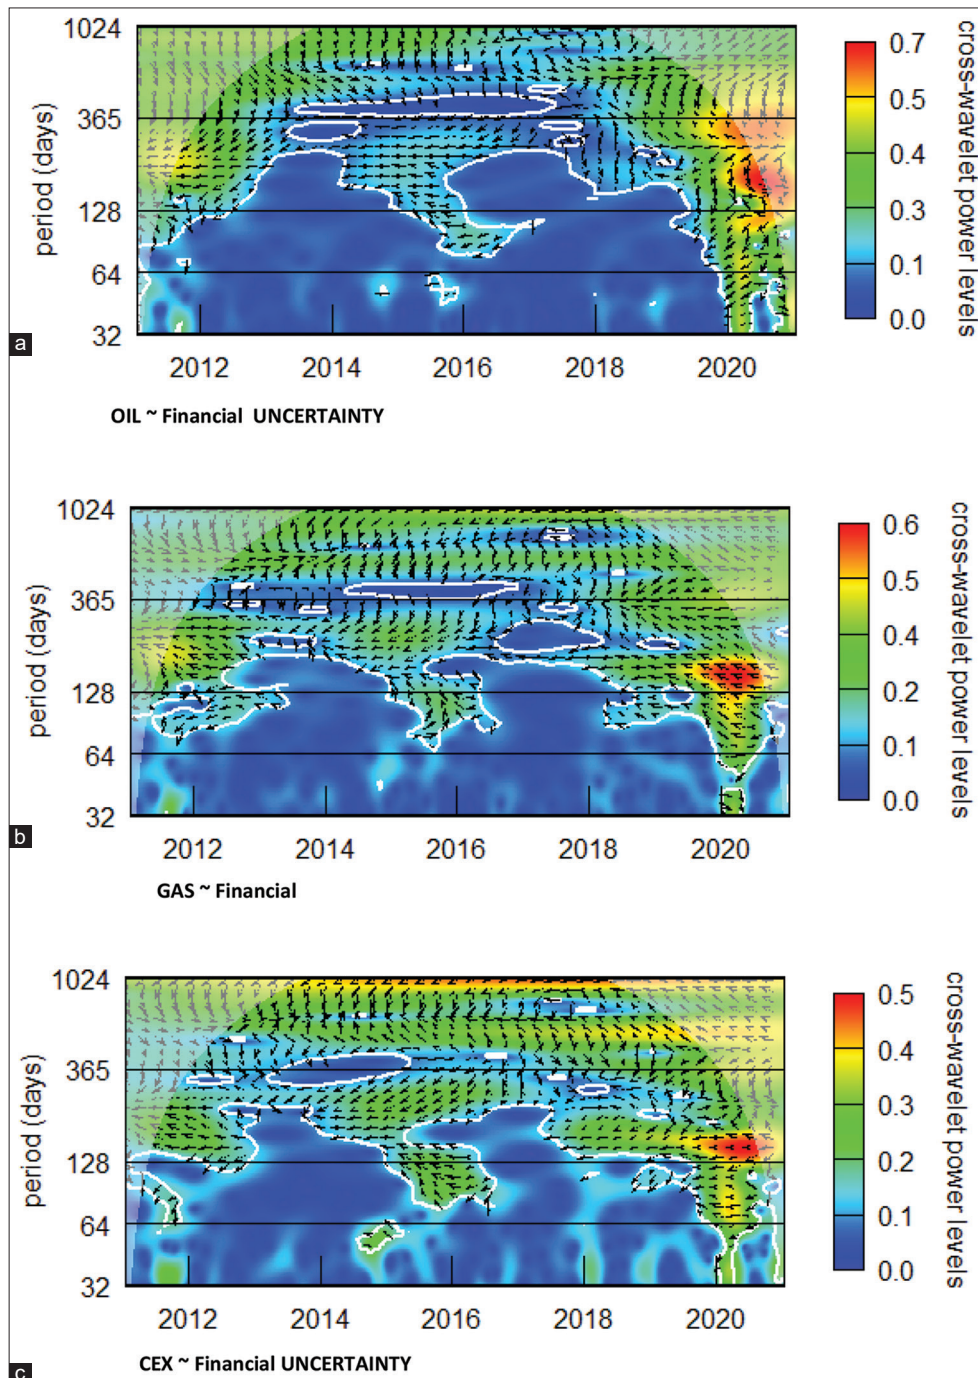 1024
365
128
64
32
period (days)
2012 2014 2016 2018 2020
0.7
0.5
0.4
0.3
0.1
0.0
cross-wavelet power levels
a
OIL ~ Financial UNCERTAINTY
1024
365
128
64
32
period (days)
2012 2014 2016 2018 2020
0.6
0.5
0.4
0.2
0.1
0.0
cross-wavelet power levels
b
GAS ~ Financial
1024
365
128
64
32
period (days)
2012 2014 2016 2018 2020
0.5
0.4
0.3
0.2
0.1
0.0
cross-wavelet power levels
c
CEX ~ Financial UNCERTAINTY